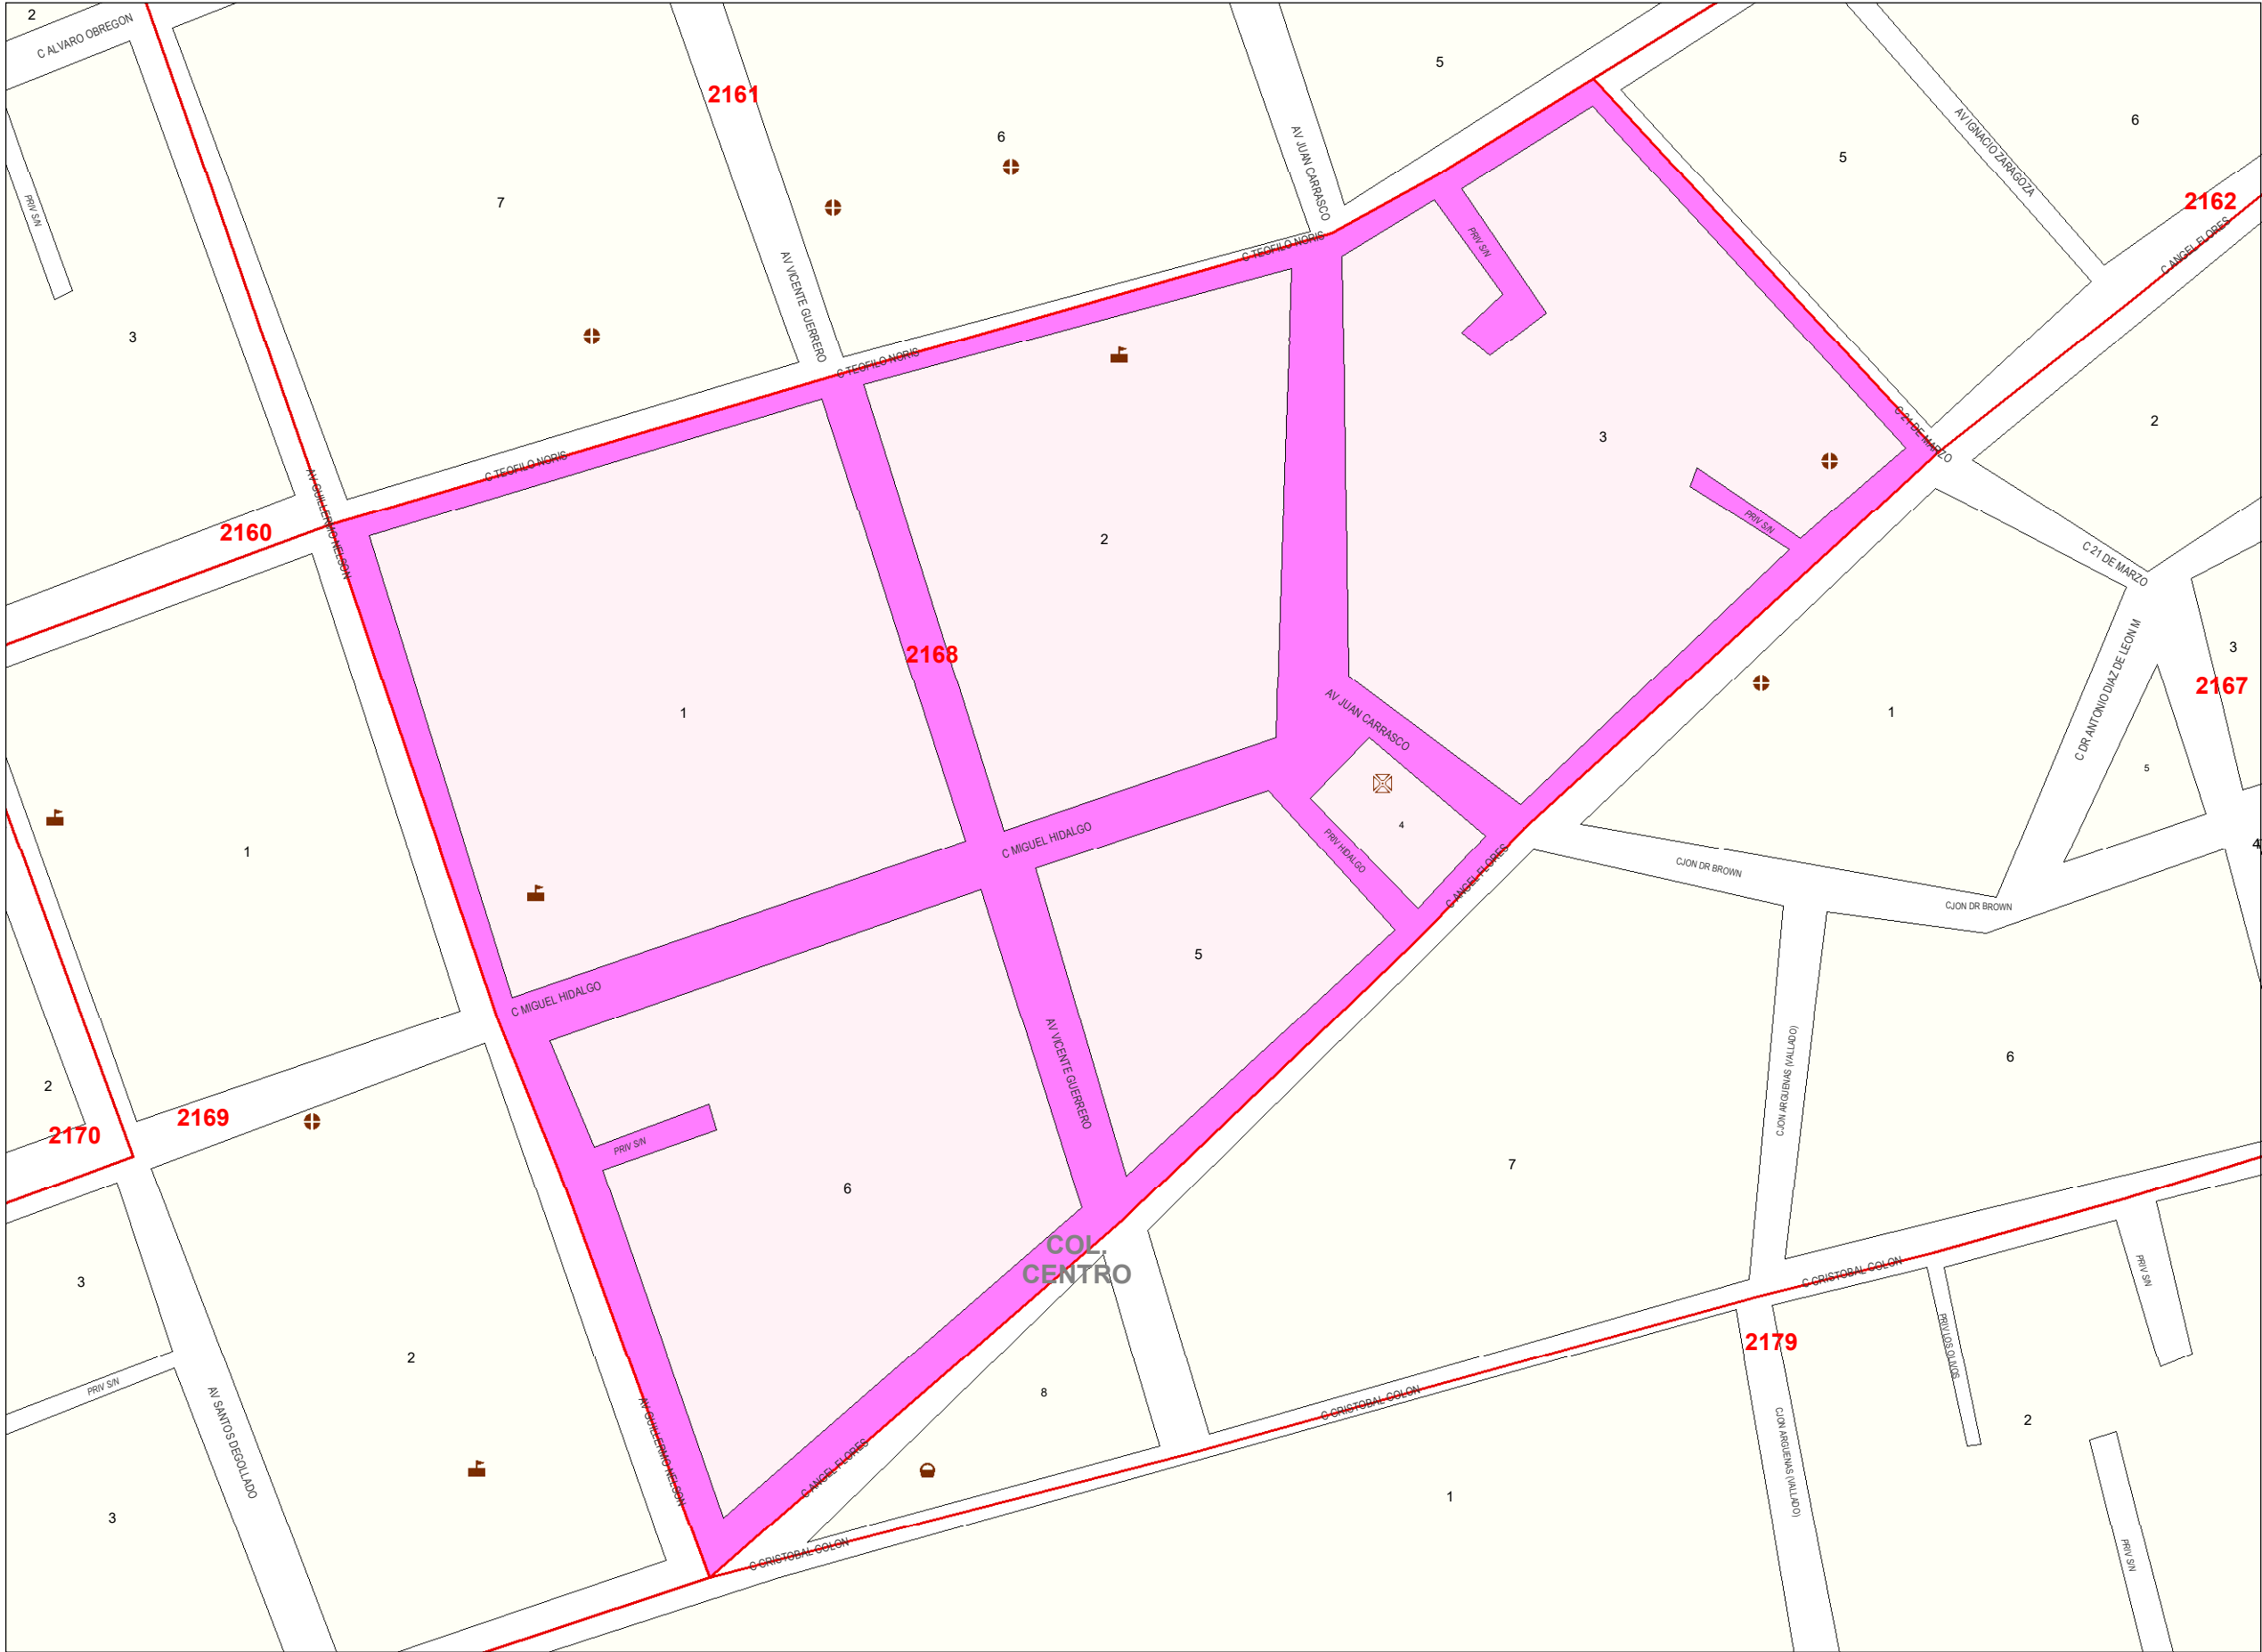 2
C ALVARO OBREGON
5
2161
6
6
AV IGNACIO ZARAGOZA
5
AV JUAN CARRASCO
7
PRIV S/N
2162
C ANGEL FLORES
PRIV S/N
C TEOFILO NORIS
AV VICENTE GUERRERO
3
C TEOFILO NORIS
C 21 DE MARZO
2
3
C TEOFILO NORIS
AV GUILLERMO NELSON
2160
PRIV S/N
2
C 21 DE MARZO
C DR ANTONIO DIAZ DE LEON M
3
2168
2167
1
1
AV JUAN CARRASCO
5
4
C MIGUEL HIDALGO
PRIV HIDALGO
4
1
CJON DR BROWN
C ANGEL FLORES
CJON DR BROWN
5
C MIGUEL HIDALGO
6
AV VICENTE GUERRERO
CJON ARGUENAS (VALLADO)
2
2169
2170
PRIV S/N
7
6
COL.
CENTRO
3
C CRISTOBAL COLON
PRIV S/N
2179
PRIV LOS OLIVOS
2
PRIV S/N
8
C CRISTOBAL COLON
2
AV SANTOS DEGOLLADO
AV GUILLERMO NELSON
C ANGEL FLORES
CJON ARGUENAS (VALLADO)
1
3
C CRISTOBAL COLON
PRIV S/N